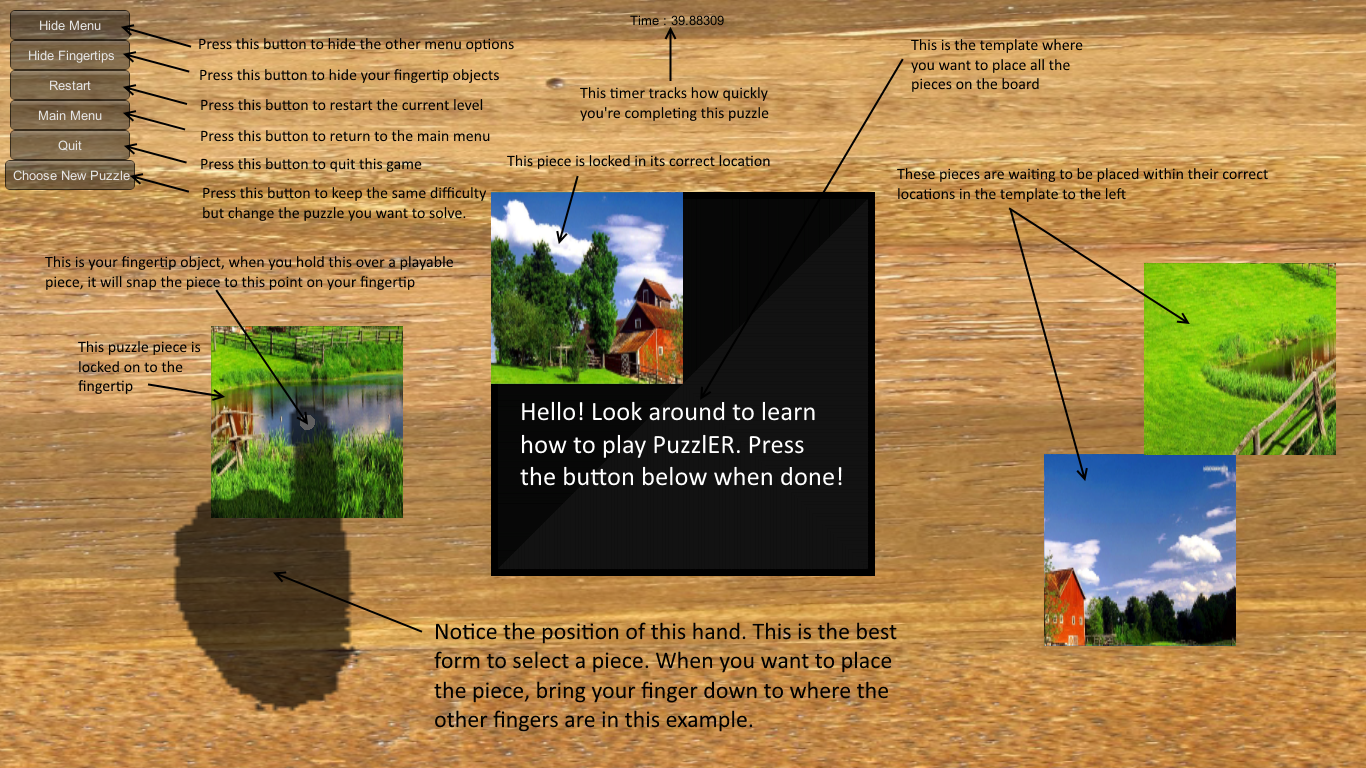 Hide Menu
Hide Fingertips
Restart
Main Menu
Quit
Choose New Puzzle
Press this button to hide the other menu options
Press this button to hide your fingertip objects
Press this button to restart the current level
Press this button to return to the main menu
Press this button to quit this game
Press this button to keep the same difficulty
but change the puzzle you want to solve.
Time : 39.88309
This timer tracks how quickly
you're completing this puzzle
This is the template where
you want to place all the
pieces on the board
This piece is locked in its correct location
These pieces are waiting to be placed within their correct
locations in the template to the left
This is your fingertip object, when you hold this over a playable
piece, it will snap the piece to this point on your fingertip
This puzzle piece is
locked on to the
fingertip
Hello! Look around to learn
how to play PuzzlER. Press
the button below when done!
Notice the position of this hand. This is the best
form to select a piece. When you want to place
the piece, bring your finger down to where the
other fingers are in this example.